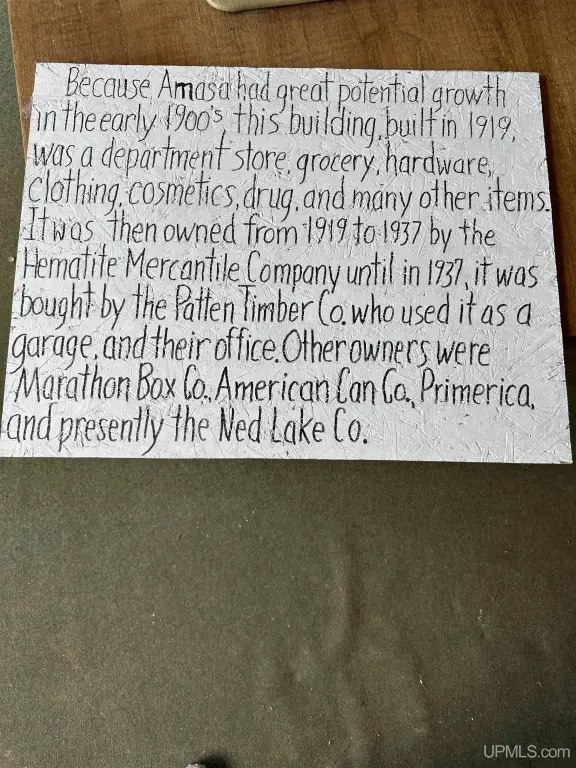 Because Amasa had great potential growth
in the early 1900's this building, built in 1919,
was a department store, grocery, hardware,
clothing, cosmetics, drug, and many other items.
It was then owned from 1919 to 1937 by the
Hematite Mercantile Company until in 1937, it was
bought by the Patten Timber Co. who used it as a
garage, and their office. Other owners were
Marathon Box Co., American Can Co., Primerica,
and presently the Ned Lake Co.
UPMLS.com